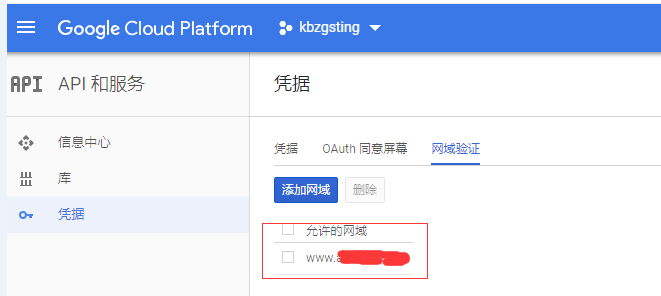 Google Cloud Platform kbzgsting
API API 和服务
凭据
信息中心
库
凭据
凭据 OAuth 同意屏幕 网域验证
添加网域 删除
允许的网域
www.